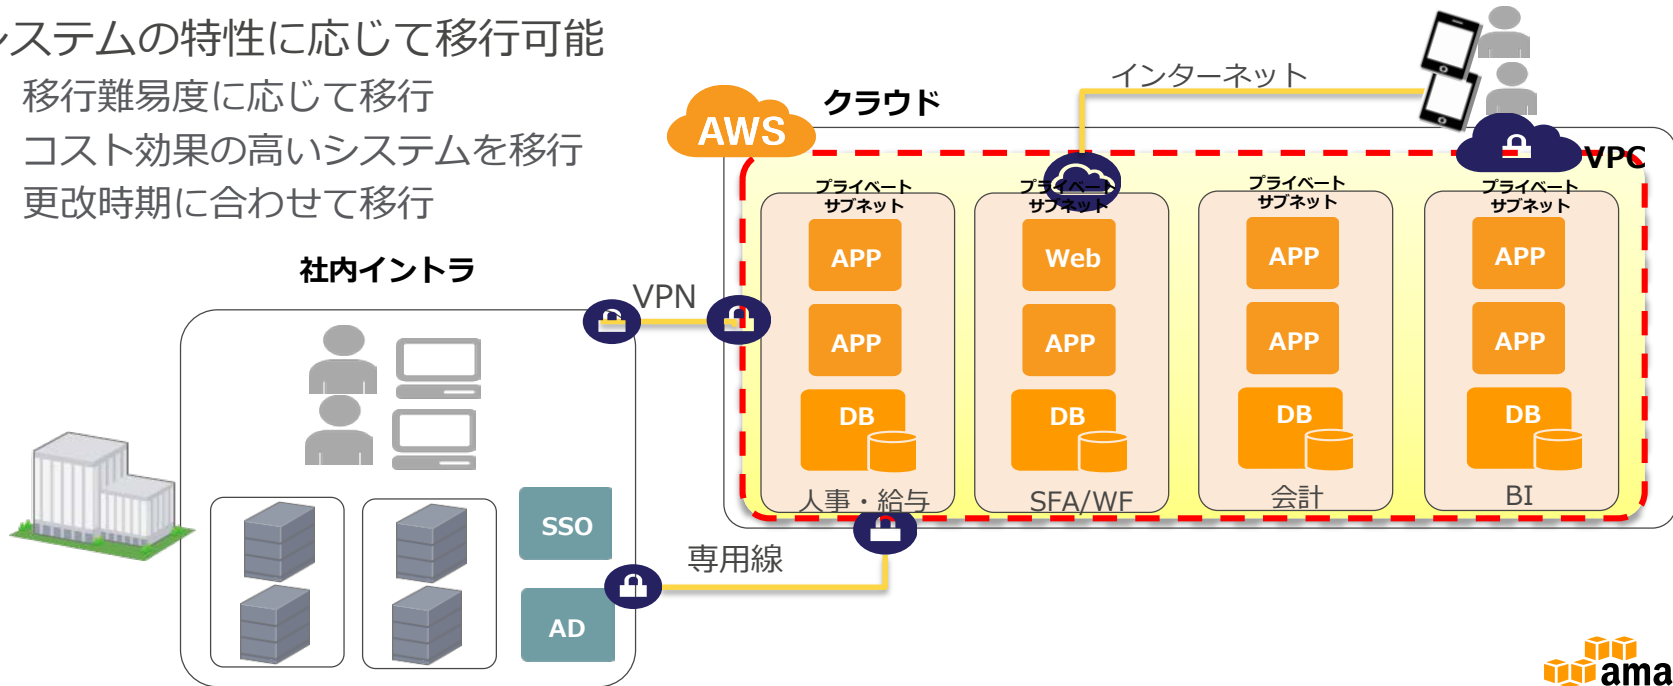 システムの特性に応じて移行可能
移行難易度に応じて移行
コスト効果の高いシステムを移行
更改時期に合わせて移行
インターネット
クラウド
AWS
VPC
プライベート
サブネット
プライベート
サブネット
プライベート
サブネット
プライベート
サブネット
APP
Web
APP
APP
APP
APP
APP
APP
DB
DB
DB
DB
人事・給与
SFA/WF
会計
BI
社内イントラ
VPN
SSO
AD
専用線
ama